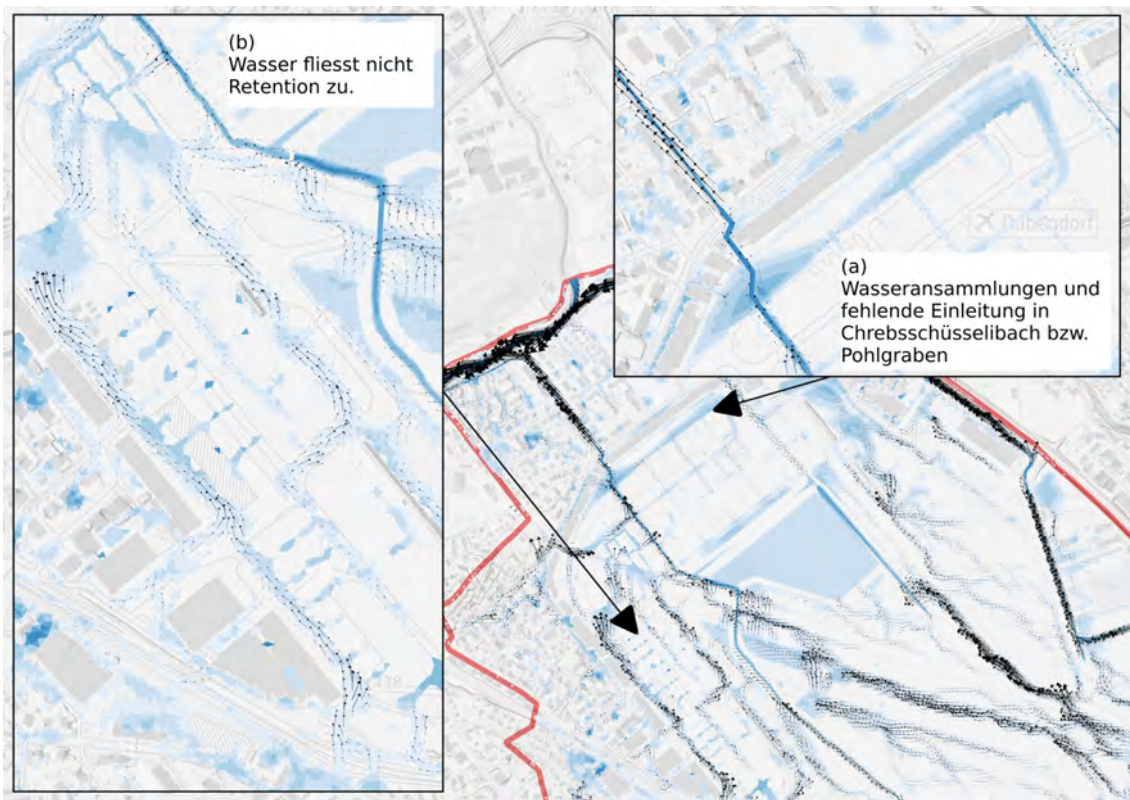 (b)
Wasser fliesst nicht
Retention zu.
Dübendorf
(a)
Wasseransammlungen und
fehlende Einleitung in
Chrebsschüsselibach bzw.
Pohlgraben